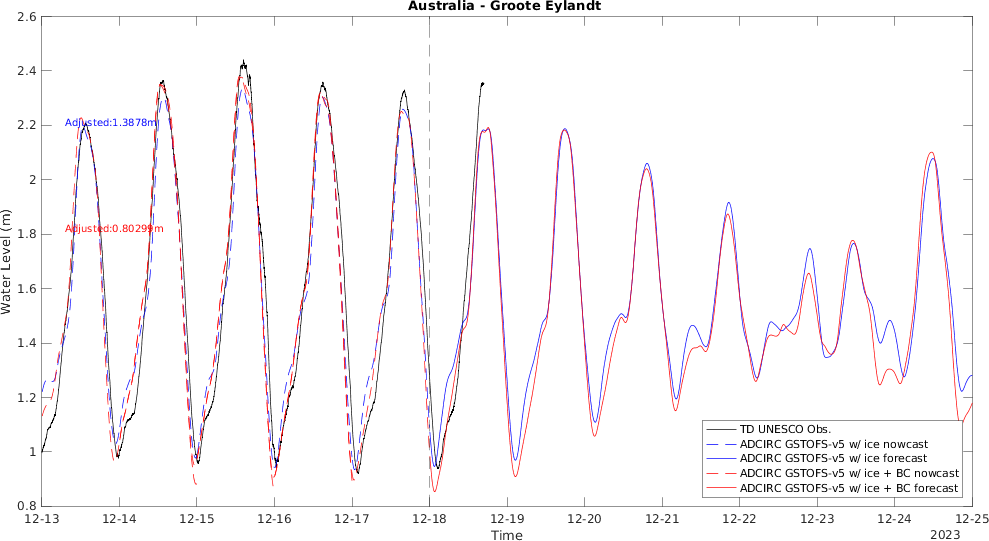 Australia - Groote Eylandt
2.6
2.4
2.2
2
1.8
1.6
1.4
1.2
1
0.8
Water Level (m)
Adjusted:1.3878m
Adjusted:0.80299m
TD UNESCO Obs.
ADCIRC GSTOFS-v5 w/ ice nowcast
ADCIRC GSTOFS-v5 w/ ice forecast
ADCIRC GSTOFS-v5 w/ ice + BC nowcast
ADCIRC GSTOFS-v5 w/ ice + BC forecast
12-13 12-14 12-15 12-16 12-17 12-18 12-19 12-20 12-21 12-22 12-23 12-24 12-25
Time
2023